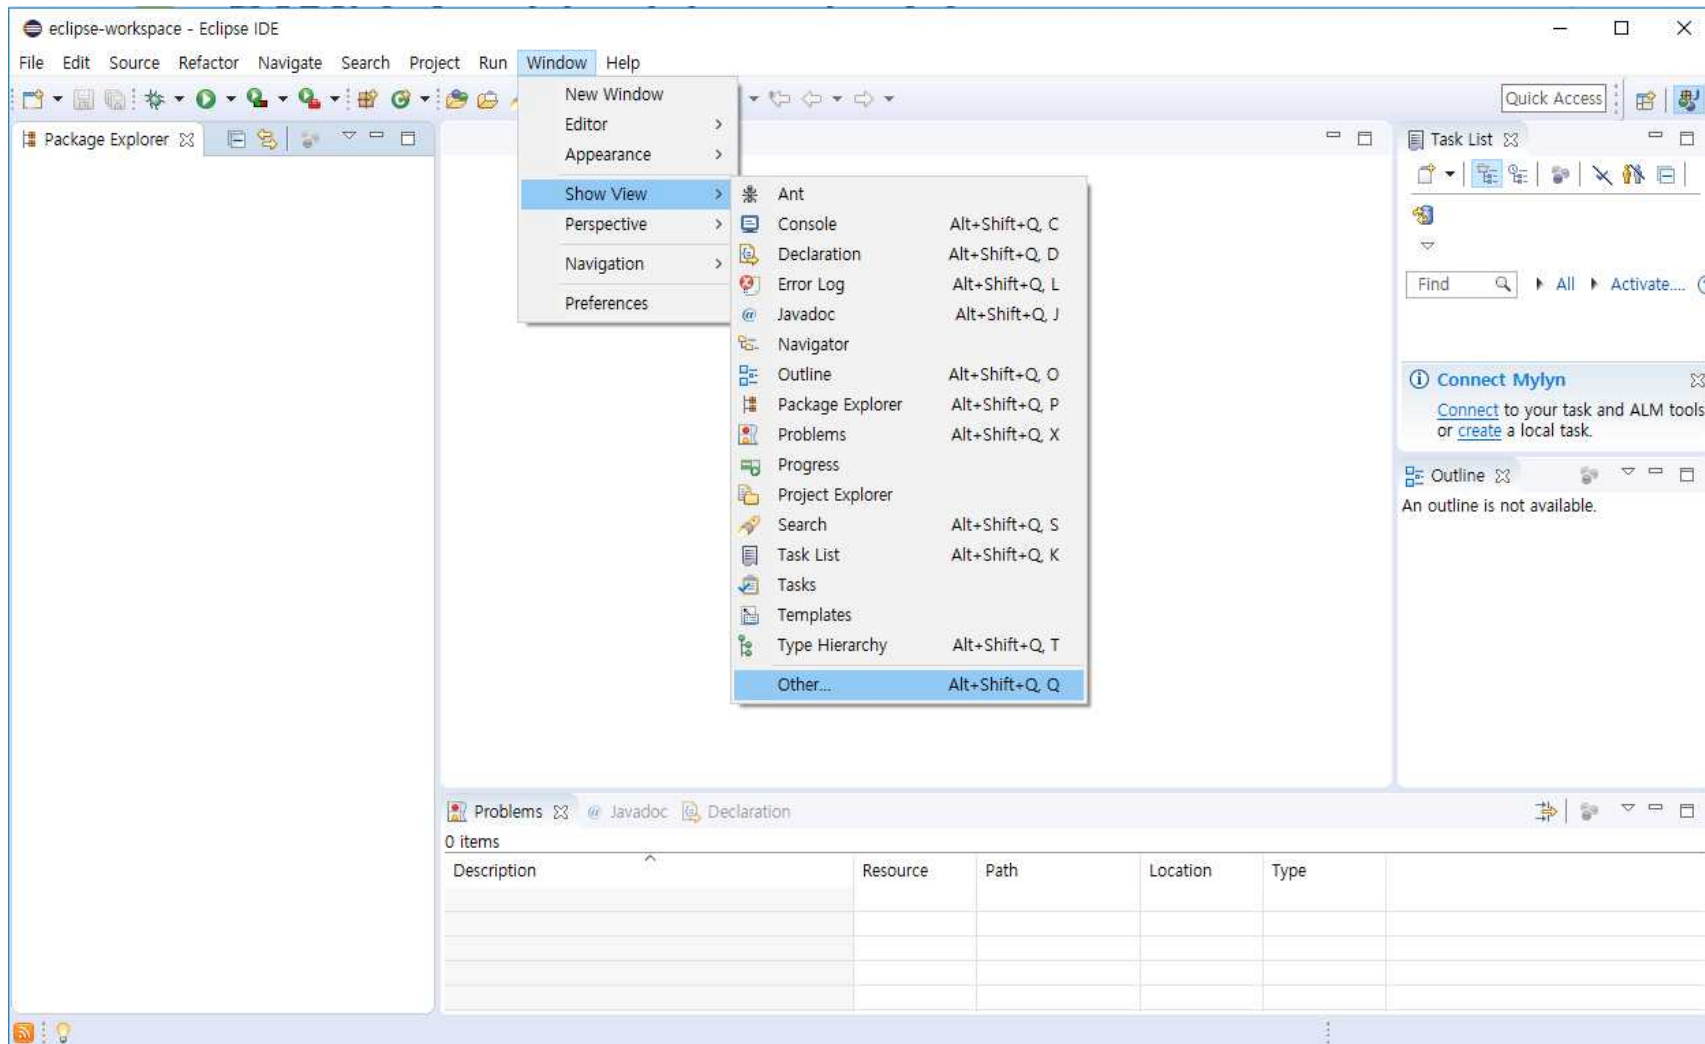 eclipse-workspace - Eclipse IDE
File Edit Source Refactor Navigate Search Project Run Window Help
Quick Access
New Window
Editor
Appearance
Show View
Perspective
Navigation
Preferences
Package Explorer
Ant
Console Alt+Shift+Q, C
Declaration Alt+Shift+Q, D
Error Log Alt+Shift+Q, L
Javadoc Alt+Shift+Q, J
Navigator
Outline Alt+Shift+Q, O
Package Explorer Alt+Shift+Q, P
Problems Alt+Shift+Q, X
Progress
Project Explorer
Search Alt+Shift+Q, S
Task List Alt+Shift+Q, K
Tasks
Templates
Type Hierarchy Alt+Shift+Q, T
Other... Alt+Shift+Q, Q
Task List
Find All Activate....
Connect Mylyn
Connect to your task and ALM tools
or create a local task.
Outline
An outline is not available.
Problems Javadoc Declaration
0 items
Description Resource Path Location Type